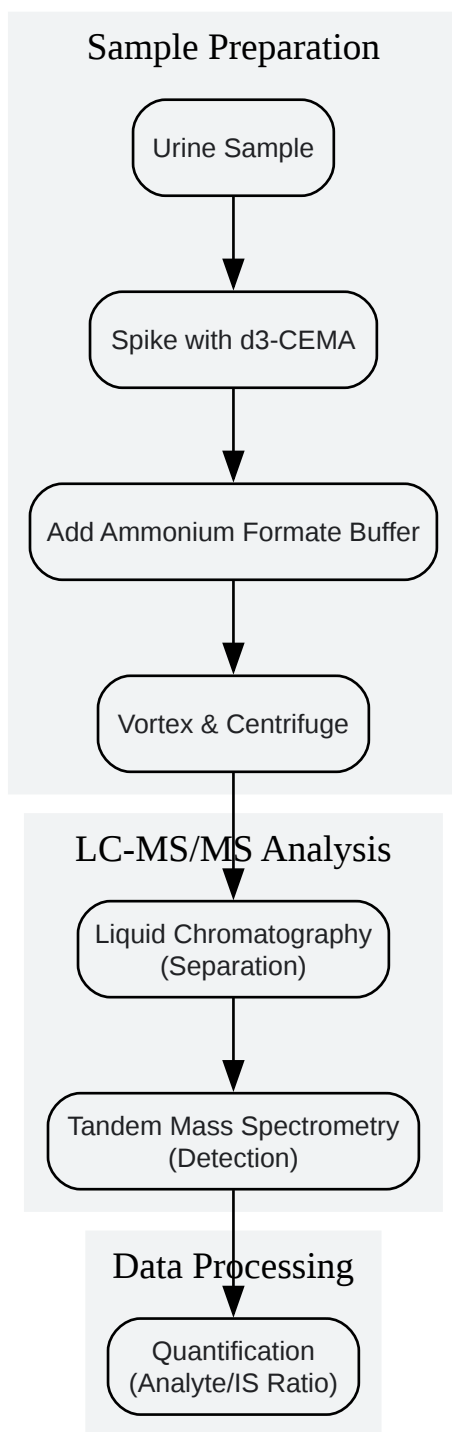 Sample Preparation
Urine Sample
Spike with d3-CEMA
Add Ammonium Formate Buffer
Vortex & Centrifuge
LC-MS/MS Analysis
Liquid Chromatography
(Separation)
Tandem Mass Spectrometry
(Detection)
Data Processing
Quantification
(Analyte/IS Ratio)